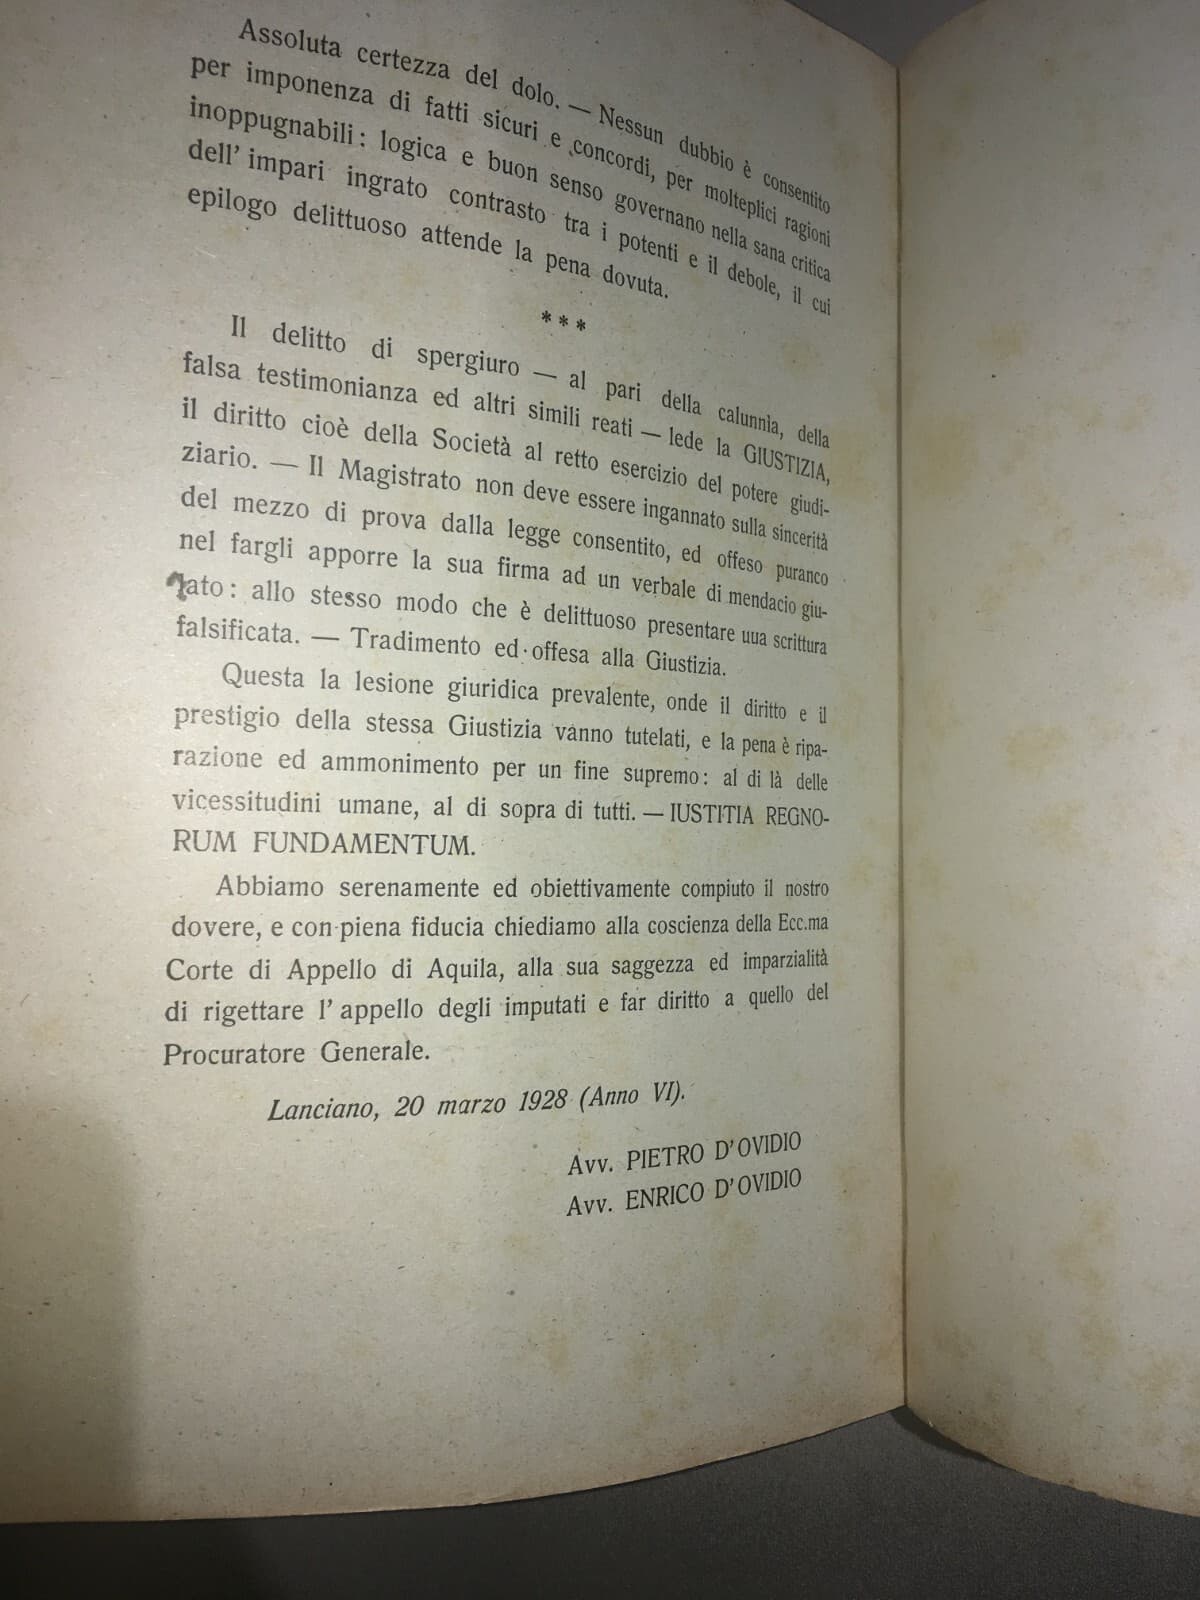 Assoluta certezza del dolo. — Nessun dubbio è consentito
per imponenza di fatti sicuri e concordi, per molteplici ragioni
inoppugnabili: logica e buon senso governano nella sana critica
dell' impari ingrato contrasto tra i potenti e il debole, il cui
epilogo delittuoso attende la pena dovuta.
* * *
Il delitto di spergiuro — al pari della calunnia, della
falsa testimonianza ed altri simili reati — lede la GIUSTIZIA,
il diritto cioè della Società al retto esercizio del potere giudi-
ziario. — Il Magistrato non deve essere ingannato sulla sincerità
del mezzo di prova dalla legge consentito, ed offeso puranco
nel fargli apporre la sua firma ad un verbale di mendacio giu-
rato: allo stesso modo che è delittuoso presentare uua scrittura
falsificata. — Tradimento ed offesa alla Giustizia.
Questa la lesione giuridica prevalente, onde il diritto e il
prestigio della stessa Giustizia vanno tutelati, e la pena è ripa-
razione ed ammonimento per un fine supremo: al di là delle
vicessitudini umane, al di sopra di tutti. — IUSTITIA REGNO-
RUM FUNDAMENTUM.
Abbiamo serenamente ed obiettivamente compiuto il nostro
dovere, e con piena fiducia chiediamo alla coscienza della Ecc.ma
Corte di Appello di Aquila, alla sua saggezza ed imparzialità
di rigettare l' appello degli imputati e far diritto a quello del
Procuratore Generale.
Lanciano, 20 marzo 1928 (Anno VI).
Avv. PIETRO D'OVIDIO
Avv. ENRICO D'OVIDIO